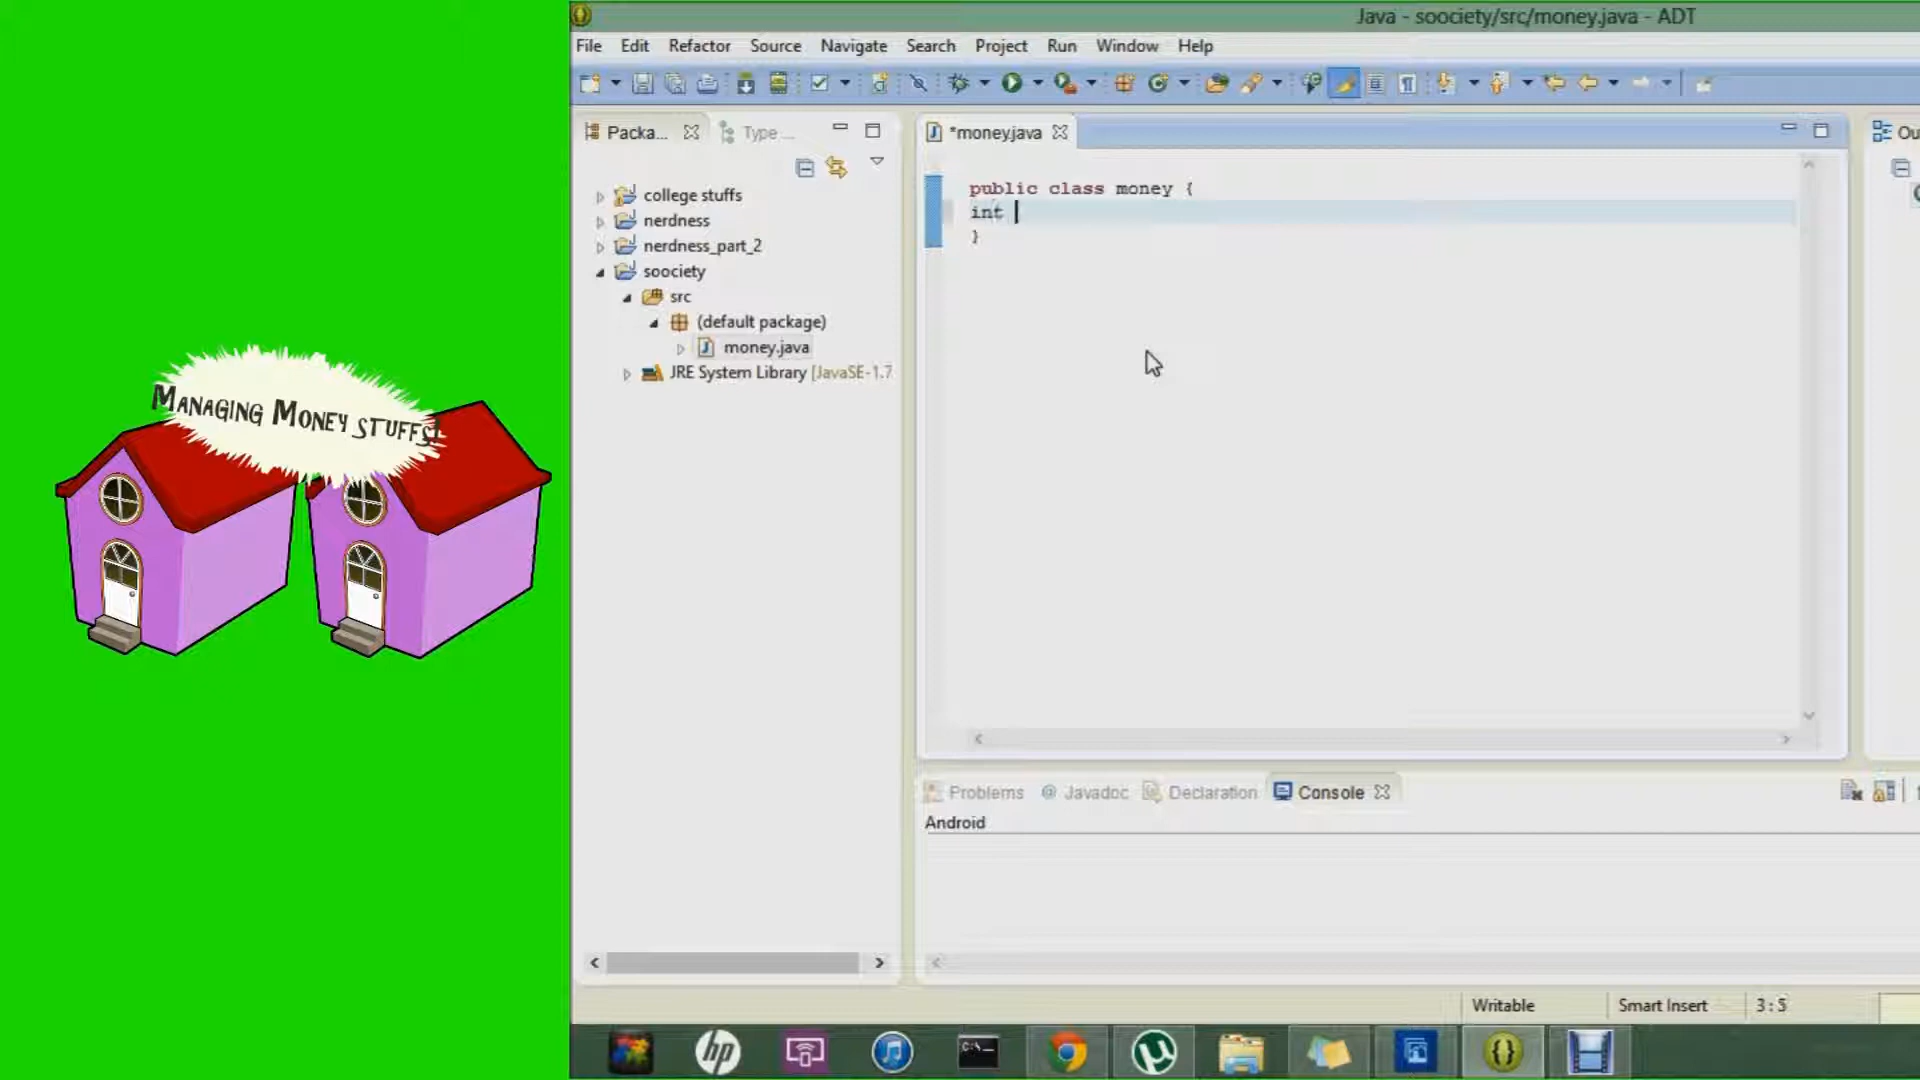 Managing Money stuffs!
Java - soociety/src/money.java - ADT
File Edit Refactor Source Navigate Search Project Run Window Help
Packa... Type ...
*money.java
Ou
college stuffs
nerdness
nerdness_part_2
soociety
src
(default package)
money.java
JRE System Library [JavaSE-1.7
public class money {
int
}
Problems @ Javadoc Declaration Console
Android
Writable Smart Insert 3 : 5
hp
C:\